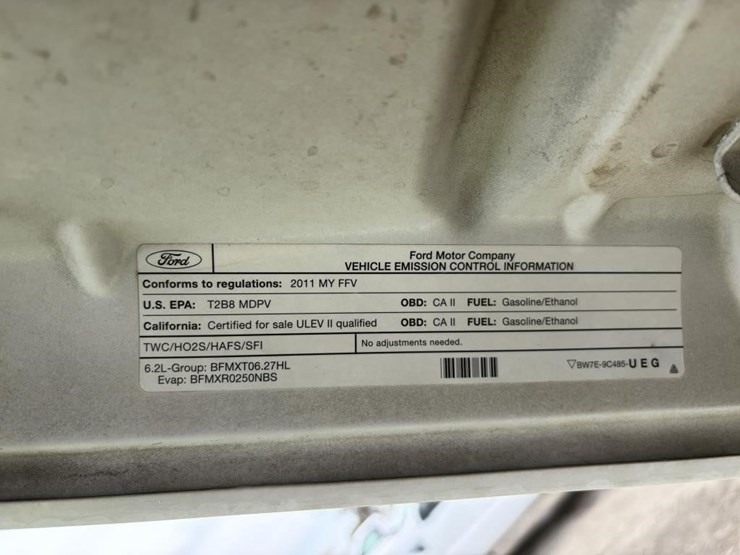 Ford
Ford Motor Company
VEHICLE EMISSION CONTROL INFORMATION
Conforms to regulations: 2011 MY FFV
U.S. EPA: T2B8 MDPV OBD: CA II FUEL: Gasoline/Ethanol
California: Certified for sale ULEV II qualified OBD: CA II FUEL: Gasoline/Ethanol
TWC/HO2S/HAFS/SFI No adjustments needed.
6.2L-Group: BFMXT06.27HL
Evap: BFMXR0250NBS
BW7E-9C485-UEG